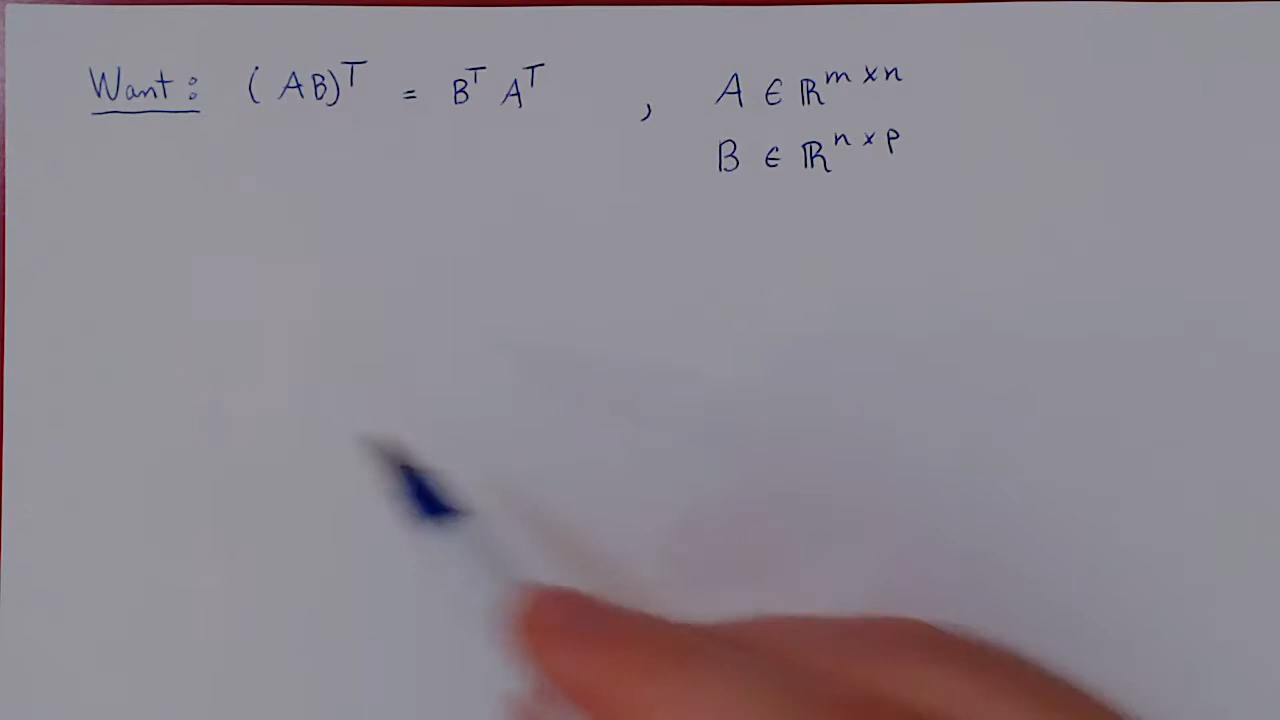 Want: (AB)ᵀ = Bᵀ Aᵀ , A ∈ ℝᵐˣⁿ
B ∈ ℝⁿˣᵖ